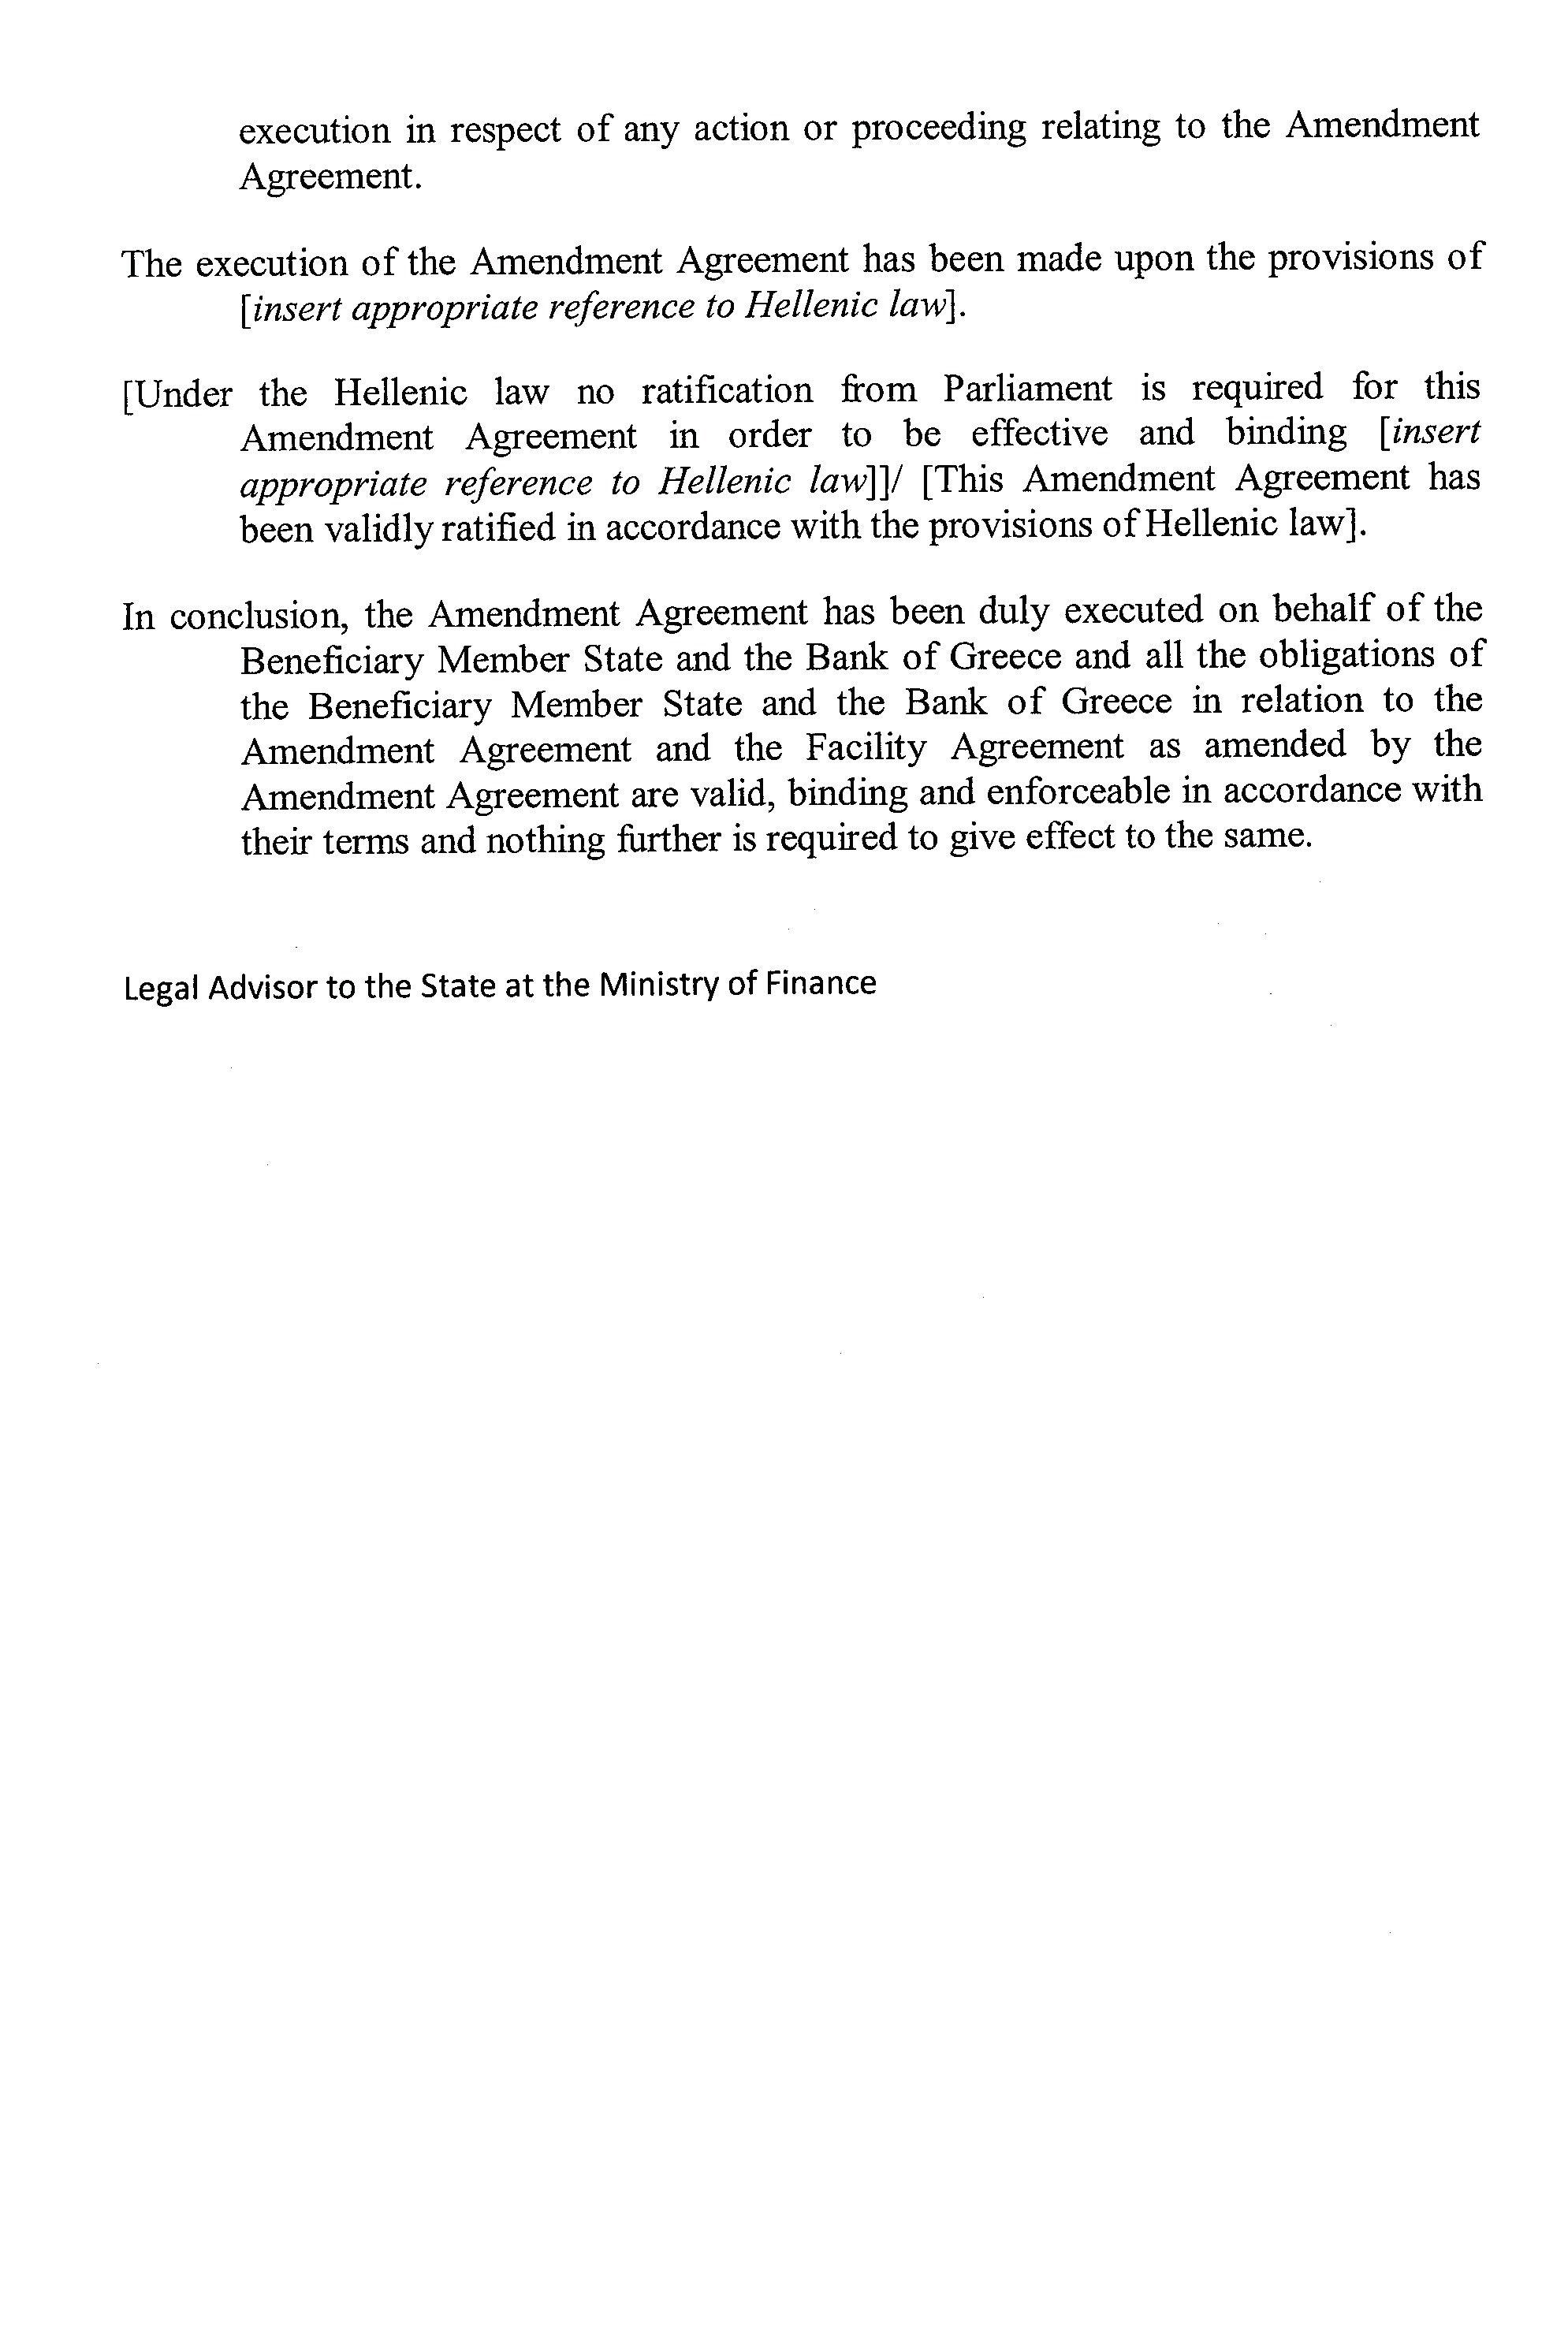 execution in respect of any action or proceeding relating to the Amendment
Agreement.
The execution of the Amendment Agreement has been made upon the provisions of
[insert appropriate reference to Hellenic law].
[Under the Hellenic law no ratification from Parliament is required for this
Amendment Agreement in order to be effective and binding [insert
appropriate reference to Hellenic law]]/ [This Amendment Agreement has
been validly ratified in accordance with the provisions of Hellenic law].
In conclusion, the Amendment Agreement has been duly executed on behalf of the
Beneficiary Member State and the Bank of Greece and all the obligations of
the Beneficiary Member State and the Bank of Greece in relation to the
Amendment Agreement and the Facility Agreement as amended by the
Amendment Agreement are valid, binding and enforceable in accordance with
their terms and nothing further is required to give effect to the same.
Legal Advisor to the State at the Ministry of Finance